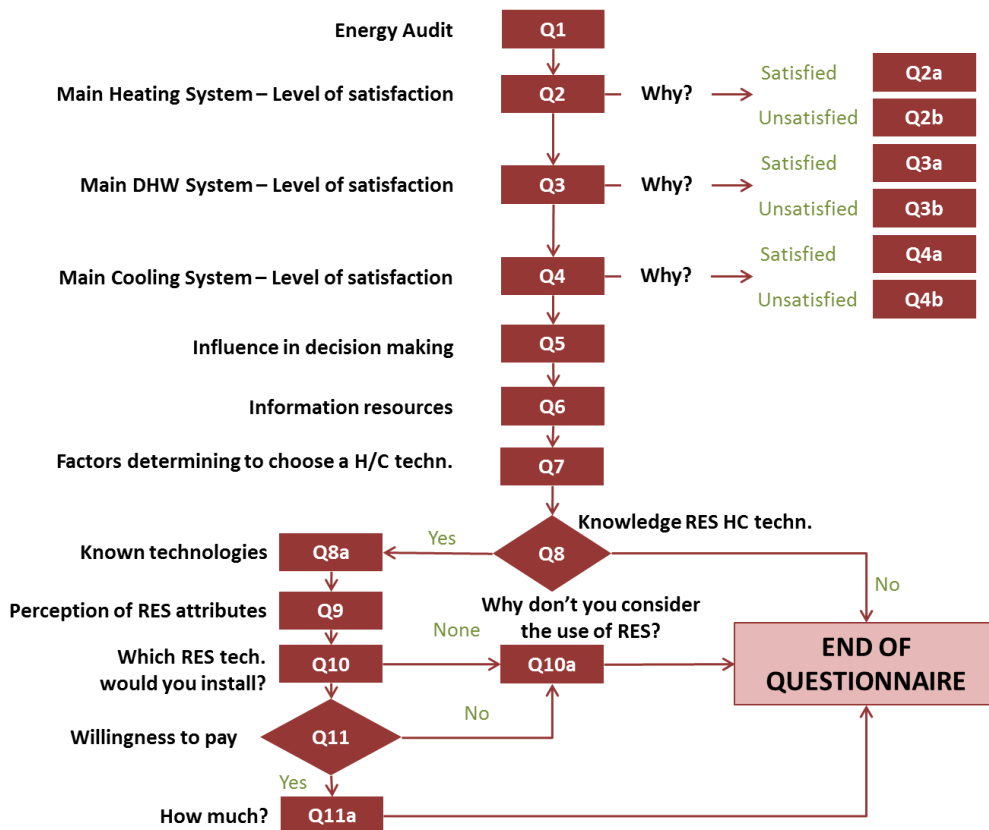 Energy Audit
Q1
Main Heating System – Level of satisfaction
Q2
Why?
Satisfied
Q2a
Unsatisfied
Q2b
Main DHW System – Level of satisfaction
Q3
Why?
Satisfied
Q3a
Unsatisfied
Q3b
Main Cooling System – Level of satisfaction
Q4
Why?
Satisfied
Q4a
Unsatisfied
Q4b
Influence in decision making
Q5
Information resources
Q6
Factors determining to choose a H/C techn.
Q7
Knowledge RES HC techn.
Q8
Yes
No
Known technologies
Q8a
Perception of RES attributes
Q9
Why don't you consider
the use of RES?
None
Which RES tech.
would you install?
Q10
Q10a
END OF
QUESTIONNAIRE
No
Willingness to pay
Q11
Yes
How much?
Q11a